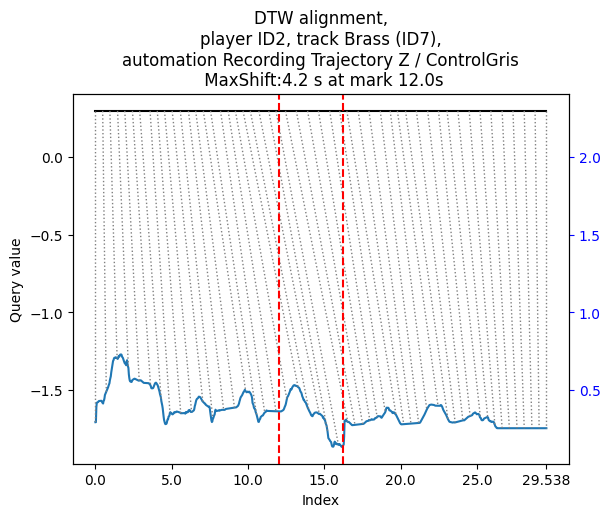 DTW alignment,
player ID2, track Brass (ID7),
automation Recording Trajectory Z / ControlGris
MaxShift:4.2 s at mark 12.0s
0.0
−0.5
−1.0
−1.5
Query value
2.0
1.5
1.0
0.5
0.0 5.0 10.0 15.0 20.0 25.0 29.538
Index